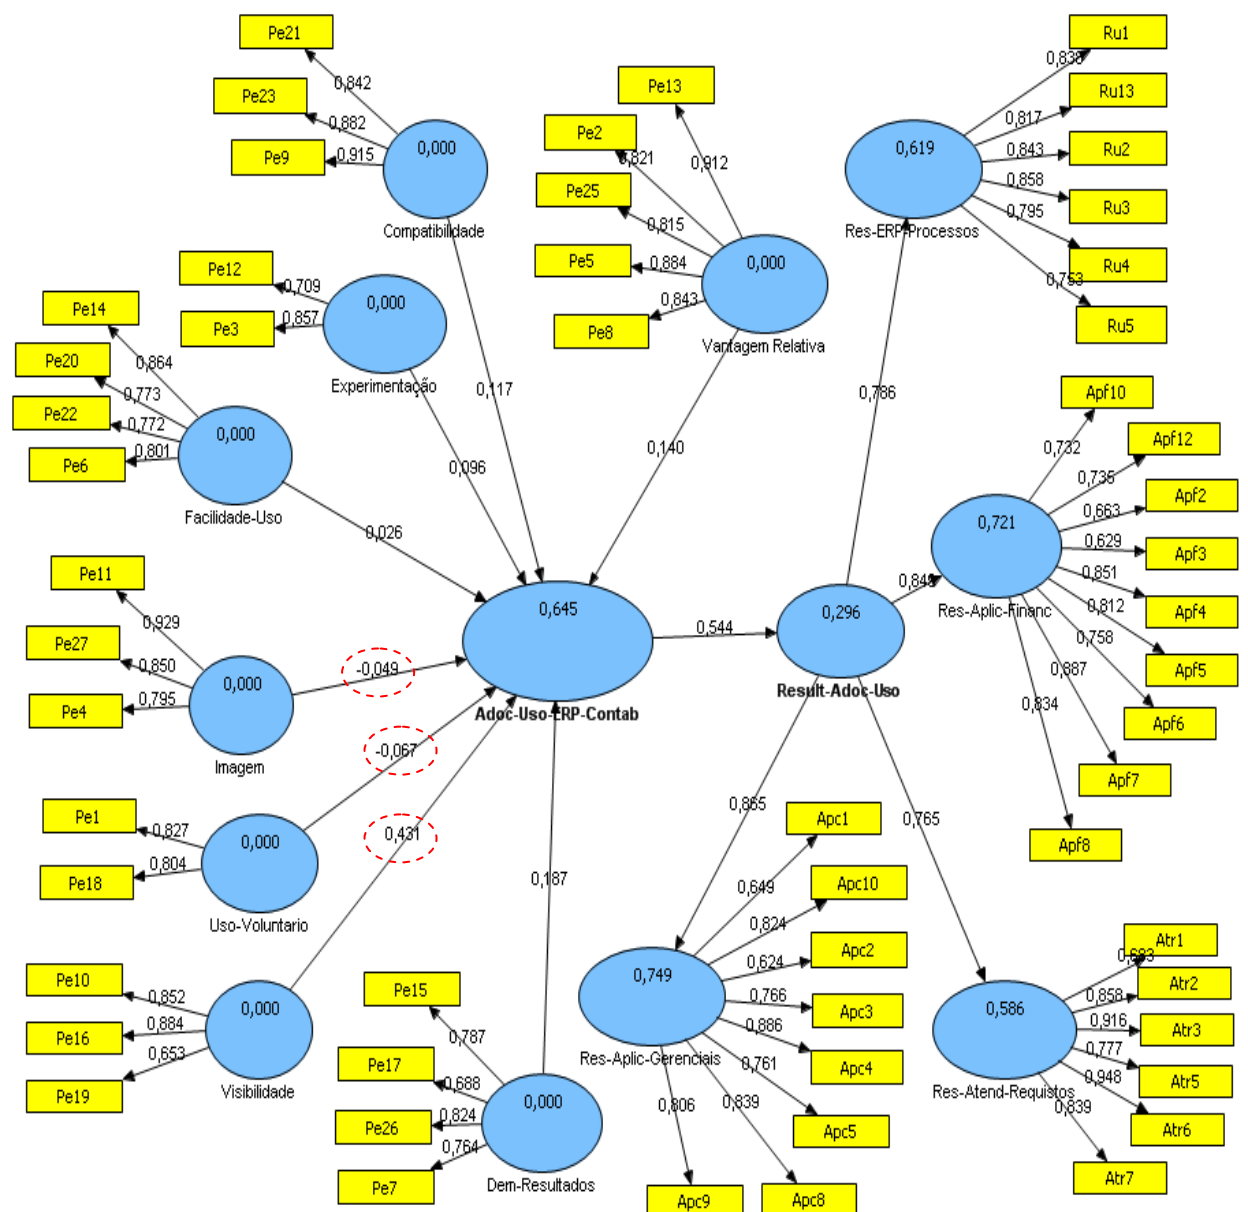 Pe21
0,842
Pe23
0,882
Pe9
0,915
0,000
Compatibilidade
Pe12
0,709
Pe3
0,857
0,000
Experimentação
Pe14
0,864
Pe20
0,773
Pe22
0,772
Pe6
0,801
0,000
Facilidade-Uso
Pe13
0,912
Pe2
0,821
Pe25
0,815
Pe5
0,884
Pe8
0,843
0,000
Vantagem Relativa
0,117
0,096
0,140
0,026
Pe11
0,929
Pe27
0,850
Pe4
0,795
0,000
Imagem
-0,049
Pe1
0,827
Pe18
0,804
0,000
Uso-Voluntario
-0,067
Pe10
0,852
Pe16
0,884
Pe19
0,653
0,000
Visibilidade
0,431
Pe15
0,787
Pe17
0,688
Pe26
0,824
Pe7
0,764
0,000
Dem-Resultados
0,187
0,645
Adoc-Uso-ERP-Contab
0,544
0,296
Result-Adoc-Uso
0,786
0,619
Res-ERP-Processos
Ru1
Ru13
0,817
Ru2
0,843
Ru3
0,858
Ru4
0,795
Ru5
0,753
0,721
Res-Aplic-Financ
Apf10
0,732
Apf12
0,735
Apf2
0,663
Apf3
0,629
Apf4
0,851
Apf5
0,812
Apf6
0,758
Apf7
0,887
Apf8
0,834
0,865
0,749
Res-Aplic-Gerenciais
Apc1
0,649
Apc10
0,824
Apc2
0,624
Apc3
0,766
Apc4
0,886
Apc5
0,761
Apc8
0,839
Apc9
0,806
0,765
0,586
Res-Atend-Requistos
Atr1
0,683
Atr2
0,858
Atr3
0,916
Atr5
0,777
Atr6
0,948
Atr7
0,839